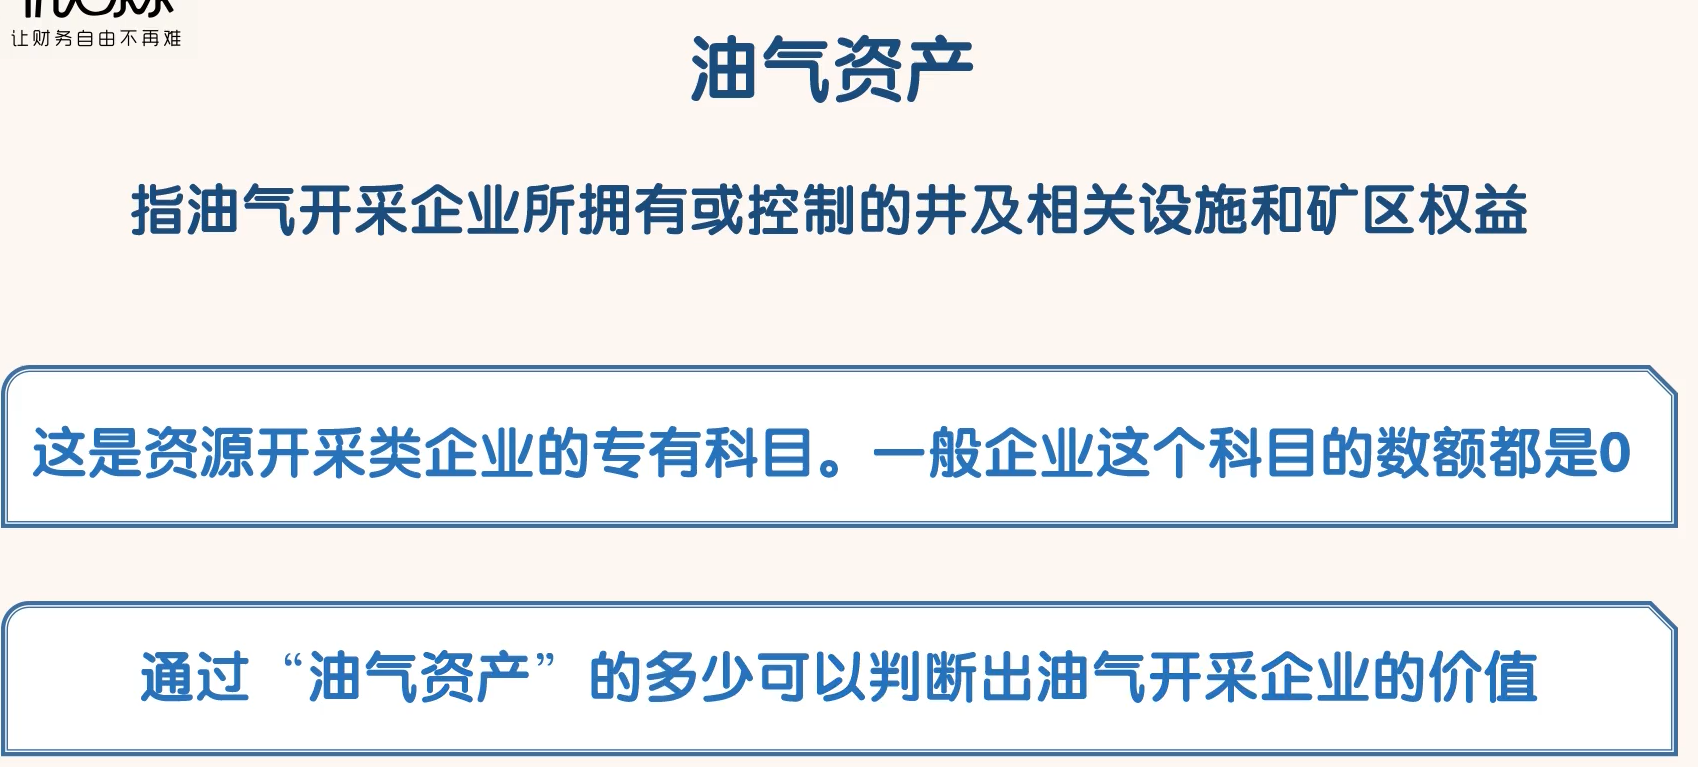 让财务自由不再难
油气资产
指油气开采企业所拥有或控制的井及相关设施和矿区权益
这是资源开采类企业的专有科目。一般企业这个科目的数额都是0
通过“油气资产”的多少可以判断出油气开采企业的价值